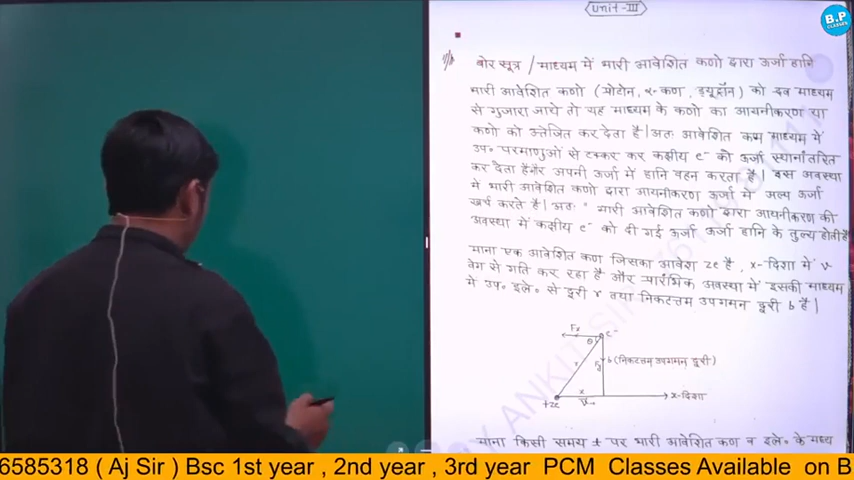 Unit-III
B.P
CLASSES
बोर सूत्र / माध्यम में भारी आवेशित कणो द्वारा ऊर्जा हानि
भारी आवेशित कणो (प्रोटोन, α-कण, ड्यूट्रॉन) को द्रव माध्यम
से गुजारा जाये तो यह माध्यम के कणो का आयनीकरण या
कणो को उत्तेजित कर देता है। अतः आवेशित कण माध्यम में
उप० परमाणुओं से टक्कर कर कक्षीय e⁻ को ऊर्जा स्थानांतरित
कर देता है और अपनी ऊर्जा में हानि वहन करता है। इस अवस्था
में भारी आवेशित कणो द्वारा आयनीकरण ऊर्जा में अल्प ऊर्जा
खर्च करते है। अतः भारी आवेशित कणो द्वारा आयनीकरण की
अवस्था में कक्षीय e⁻ को दी गई ऊर्जा ऊर्जा हानि के तुल्य होती है
माना एक आवेशित कण जिसका आवेश ze है, x-दिशा में v
वेग से गति कर रहा है और प्रारंभिक अवस्था में इसकी माध्यम
में उप० इले० से दूरी r तथा निकटतम उपगमन दूरी b है।
Fx e⁻
θ
r Fy b (निकटतम उपगमन दूरी)
x
+ze v x-दिशा
माना किसी समय t पर भारी आवेशित कण व इले० के मध्य
6585318 ( Aj Sir ) Bsc 1st year , 2nd year , 3rd year PCM Classes Available on B